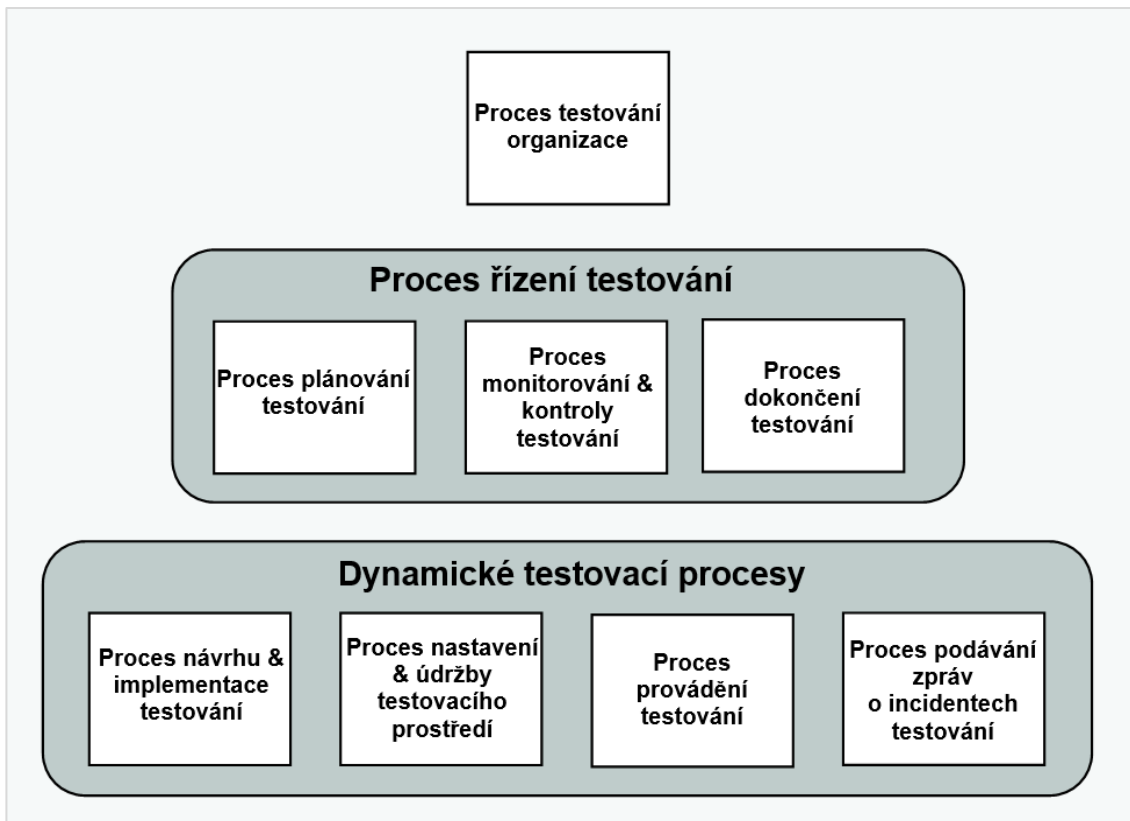 Proces testování
organizace
Proces řízení testování
Proces plánování
testování
Proces
monitorování &
kontroly
testování
Proces
dokončení
testování
Dynamické testovací procesy
Proces návrhu &
implementace
testování
Proces nastavení
& údržby
testovacího
prostředí
Proces
provádění
testování
Proces podávání
zpráv
o incidentech
testování